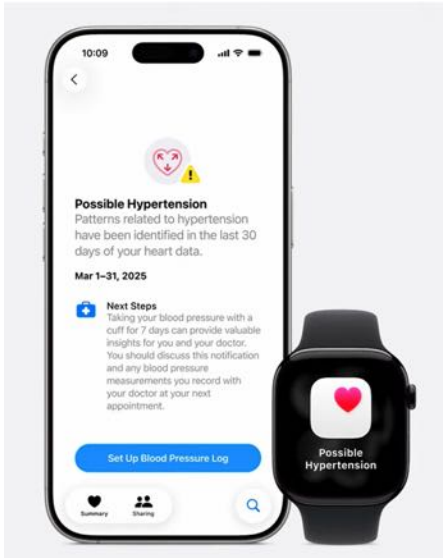 10:09
Possible Hypertension
Patterns related to hypertension
have been identified in the last 30
days of your heart data.
Mar 1–31, 2025
Next Steps
Taking your blood pressure with a
cuff for 7 days can provide valuable
insights for you and your doctor.
You should discuss this notification
and any blood pressure
measurements you record with
your doctor at your next
appointment.
Set Up Blood Pressure Log
Summary
Sharing
Possible
Hypertension